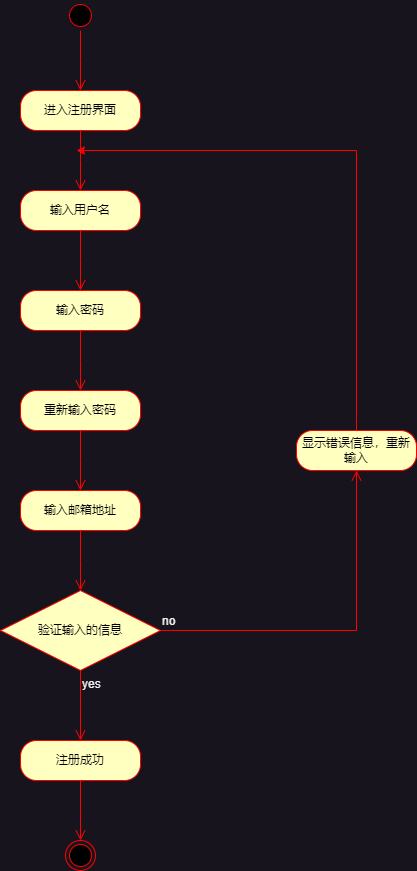 进入注册界面
输入用户名
输入密码
重新输入密码
显示错误信息，重新
输入
输入邮箱地址
验证输入的信息
no
yes
注册成功